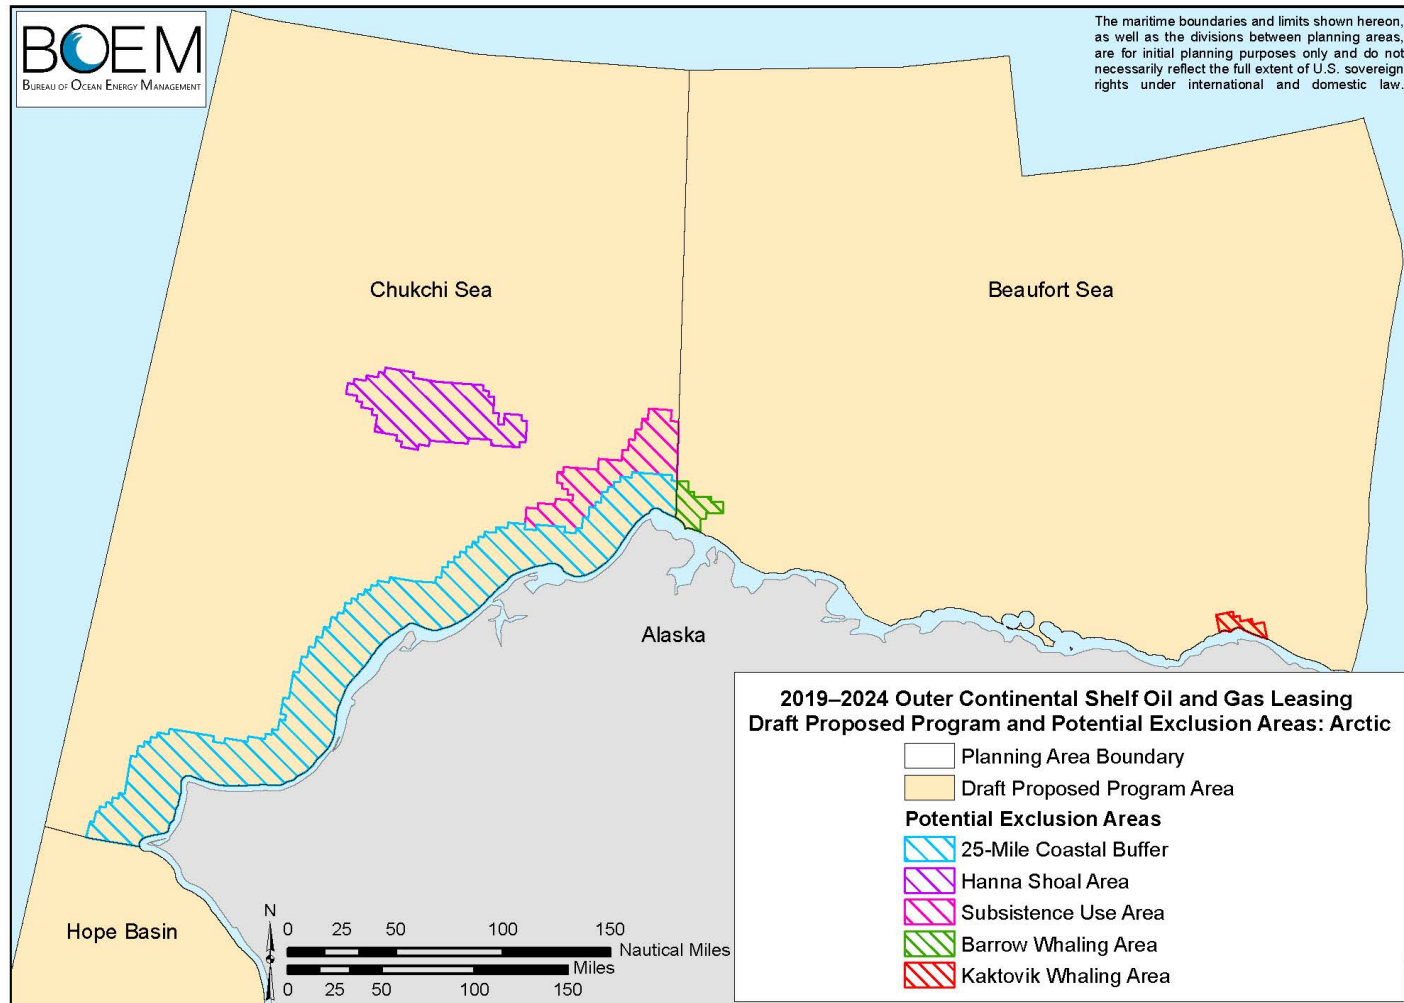 BOEM
BUREAU OF OCEAN ENERGY MANAGEMENT
The maritime boundaries and limits shown hereon,
as well as the divisions between planning areas,
are for initial planning purposes only and do not
necessarily reflect the full extent of U.S. sovereign
rights under international and domestic law.
Chukchi Sea
Beaufort Sea
Alaska
Hope Basin
2019–2024 Outer Continental Shelf Oil and Gas Leasing
Draft Proposed Program and Potential Exclusion Areas: Arctic
Planning Area Boundary
Draft Proposed Program Area
Potential Exclusion Areas
25-Mile Coastal Buffer
Hanna Shoal Area
Subsistence Use Area
Barrow Whaling Area
Kaktovik Whaling Area
N
0 25 50 100 150
Nautical Miles
Miles
0 25 50 100 150